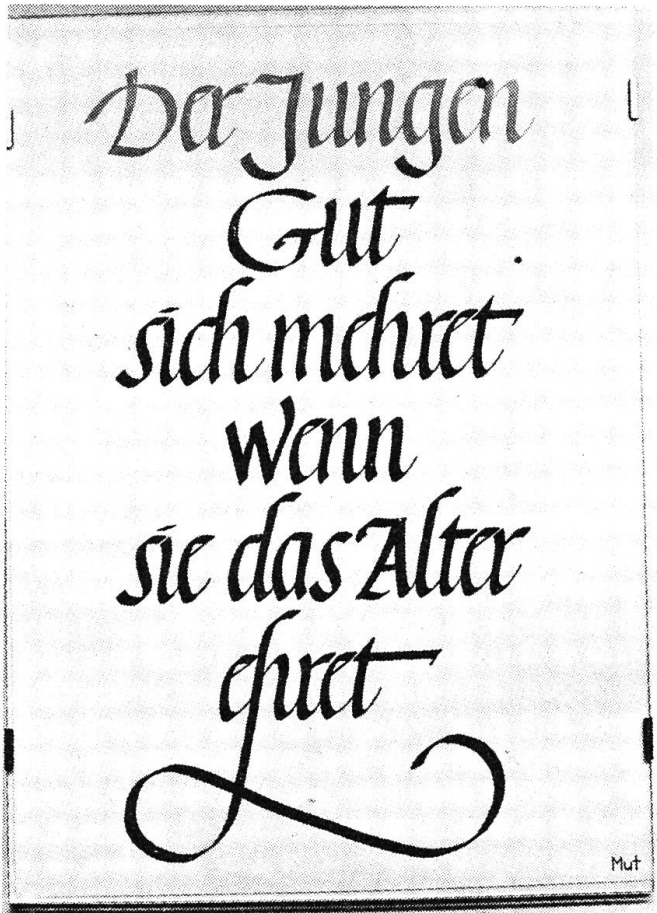 Der Jungen
Gut
sich mehret
wenn
sie das Alter
ehret
Mut